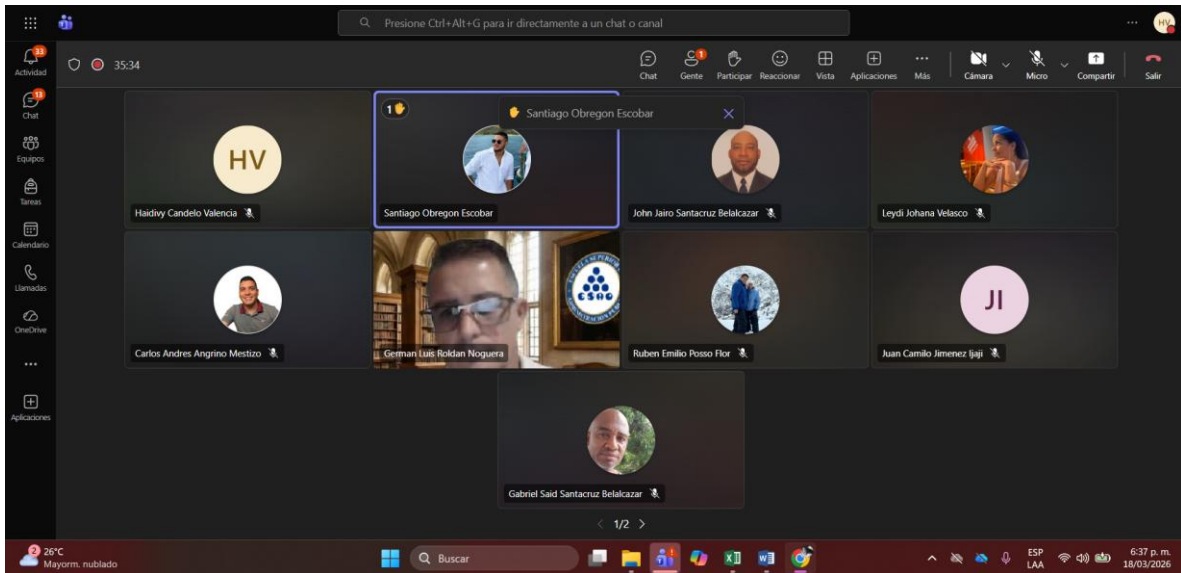 Presione Ctrl+Alt+G para ir directamente a un chat o canal
HV
33
Actividad
35:34
Chat
1
Gente
Participar
Reaccionar
Vista
Aplicaciones
Más
Cámara
Micro
Compartir
Salir
13
Chat
Equipos
Tareas
Calendario
Llamadas
OneDrive
Aplicaciones
HV
Haidivy Candelo Valencia
1
Santiago Obregon Escobar
Santiago Obregon Escobar
John Jairo Santacruz Belalcazar
Leydi Johana Velasco
Carlos Andres Angrino Mestizo
ESAP
German Luis Roldan Noguera
Ruben Emilio Posso Flor
JI
Juan Camilo Jimenez Ijaji
Gabriel Said Santacruz Belalcazar
1/2
2
26°C
Mayorm. nublado
Buscar
ESP
LAA
6:37 p. m.
18/03/2026